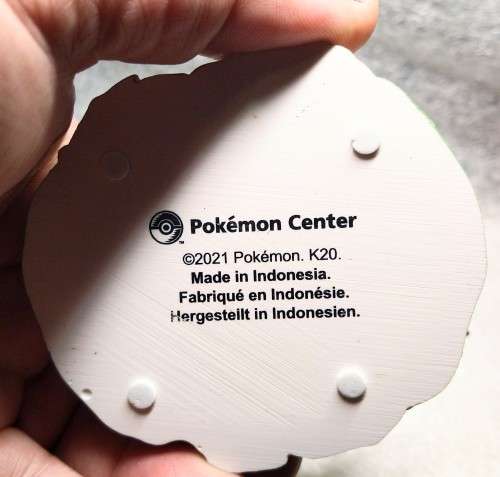 Pokémon Center
©2021 Pokémon. K20.
Made in Indonesia.
Fabriqué en Indonésie.
Hergestellt in Indonesien.